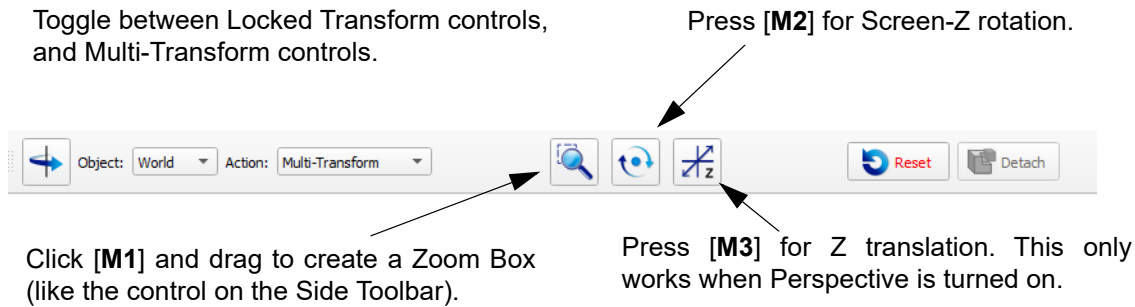 Toggle between Locked Transform controls,
and Multi-Transform controls.
Press [M2] for Screen-Z rotation.
Object: World Action: Multi-Transform
z
Reset
Detach
Click [M1] and drag to create a Zoom Box
(like the control on the Side Toolbar).
Press [M3] for Z translation. This only
works when Perspective is turned on.